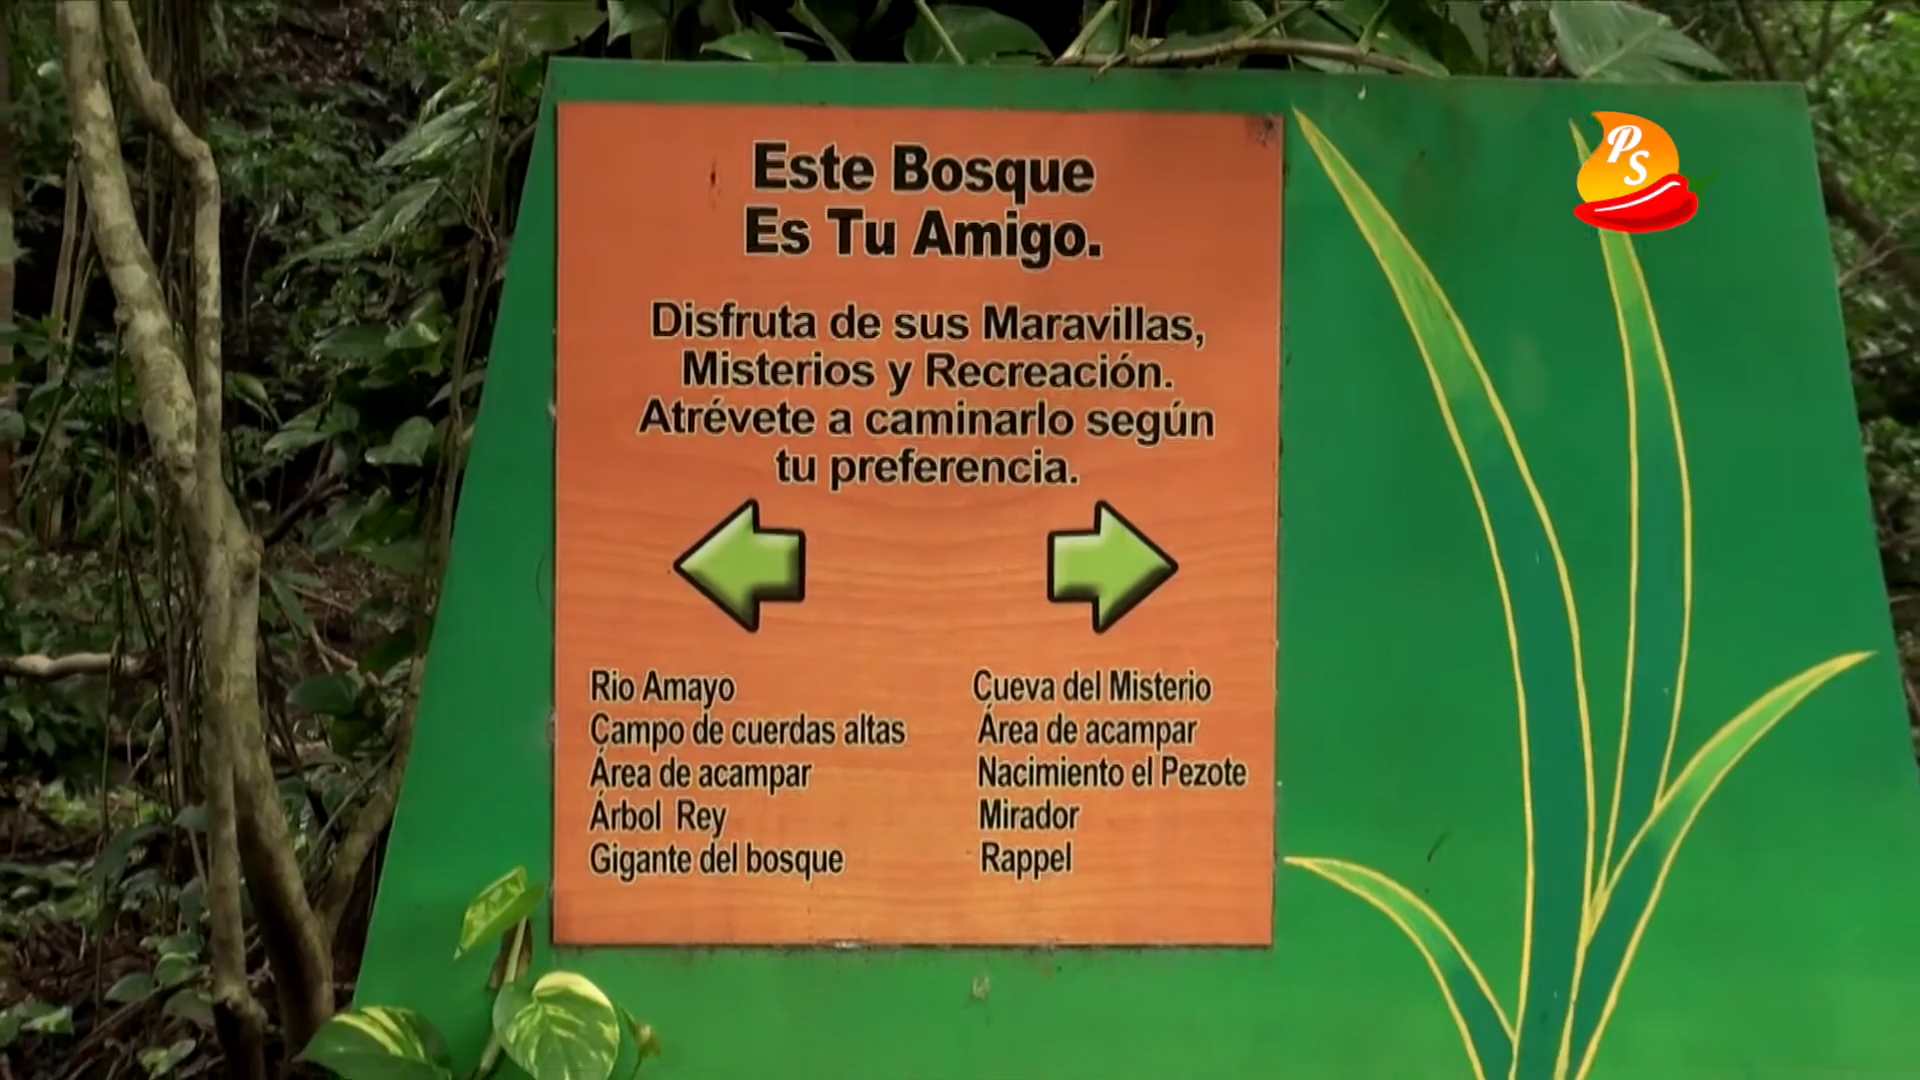 Este Bosque
Es Tu Amigo.
PS
Disfruta de sus Maravillas,
Misterios y Recreación.
Atrévete a caminarlo según
tu preferencia.
Rio Amayo
Campo de cuerdas altas
Área de acampar
Árbol Rey
Gigante del bosque
Cueva del Misterio
Área de acampar
Nacimiento el Pezote
Mirador
Rappel